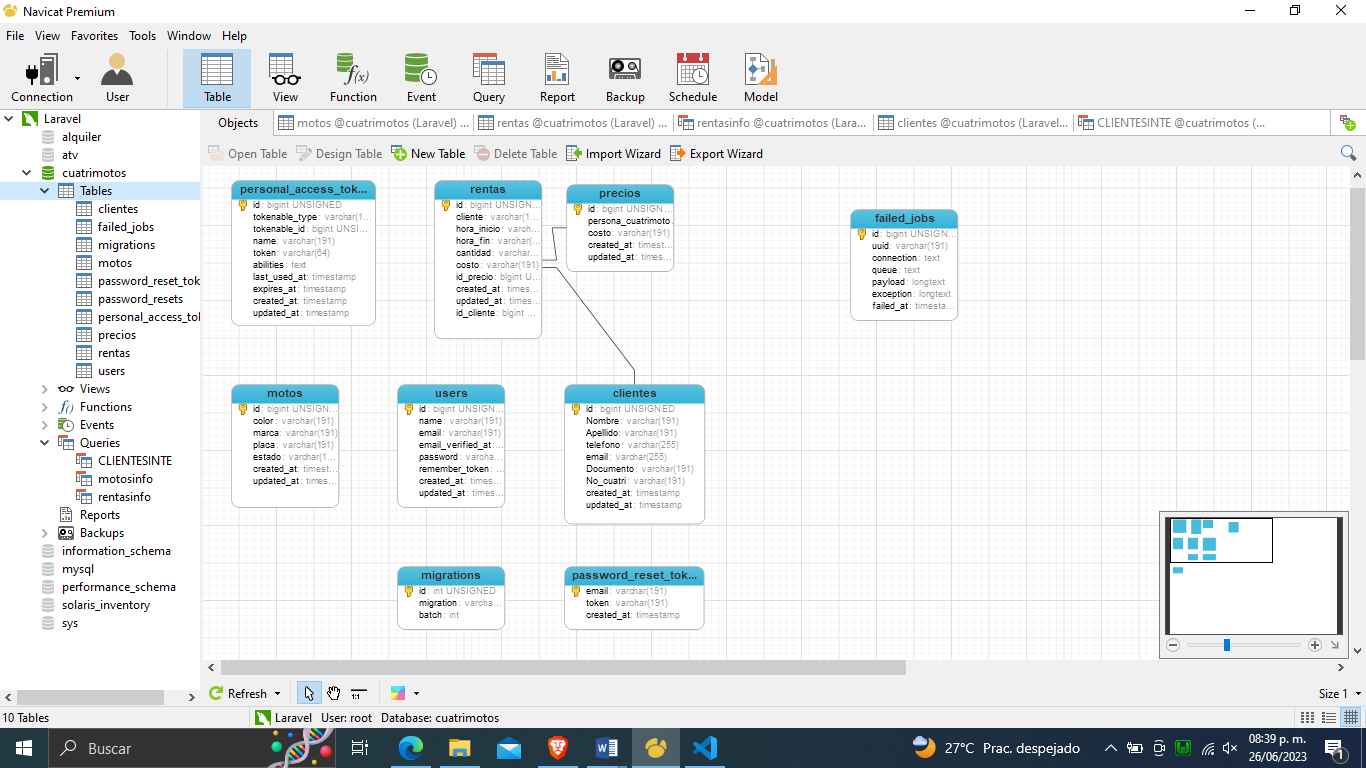 Navicat Premium
File View Favorites Tools Window Help
Connection User Table View Function Event Query Report Backup Schedule Model
f(x)
Objects motos @cuatrimotos (Laravel) ... rentas @cuatrimotos (Laravel) ... rentasinfo @cuatrimotos (Lara... clientes @cuatrimotos (Laravel... CLIENTESINTE @cuatrimotos (...
Open Table Design Table New Table Delete Table Import Wizard Export Wizard
Laravel
alquiler
atv
cuatrimotos
Tables
clientes
failed_jobs
migrations
motos
password_reset_tok
password_resets
personal_access_tol
precios
rentas
users
Views
f() Functions
Events
Queries
CLIENTESINTE
motosinfo
rentasinfo
Reports
Backups
information_schema
mysql
performance_schema
solaris_inventory
sys
personal_access_tok...
id: bigint UNSIGNED
tokenable_type: varchar(1...
tokenable_id: bigint UNSI...
name: varchar(191)
token: varchar(64)
abilities: text
last_used_at: timestamp
expires_at: timestamp
created_at: timestamp
updated_at: timestamp
rentas
id: bigint UNSIGN...
cliente: varchar(1...
hora_inicio: varch...
hora_fin: varchar(...
cantidad: varchar...
costo: varchar(191)
id_precio: bigint U...
created_at: times...
updated_at: times...
id_cliente: bigint ...
precios
id: bigint UNSIGN...
persona_cuatrimoto
costo: varchar(191)
created_at: timest...
updated_at: times...
failed_jobs
id: bigint UNSIGN...
uuid: varchar(191)
connection: text
queue: text
payload: longtext
exception: longtext
failed_at: timesta...
motos
id: bigint UNSIGN...
color: varchar(191)
marca: varchar(191)
placa: varchar(191)
estado: varchar(1...
created_at: timest...
updated_at: times...
users
id: bigint UNSIGN...
name: varchar(191)
email: varchar(191)
email_verified_at:...
password: varcha...
remember_token: ...
created_at: times...
updated_at: times...
clientes
id: bigint UNSIGNED
Nombre: varchar(191)
Apellido: varchar(191)
telefono: varchar(255)
email: varchar(255)
Documento: varchar(191)
No_cuatri: varchar(191)
created_at: timestamp
updated_at: timestamp
migrations
id: int UNSIGNED
migration: varcha...
batch: int
password_reset_tok...
email: varchar(191)
token: varchar(191)
created_at: timestamp
Refresh 1:1 Size 1
10 Tables Laravel User: root Database: cuatrimotos
Buscar
27°C Prac. despejado
08:39 p. m.
26/06/2023
1